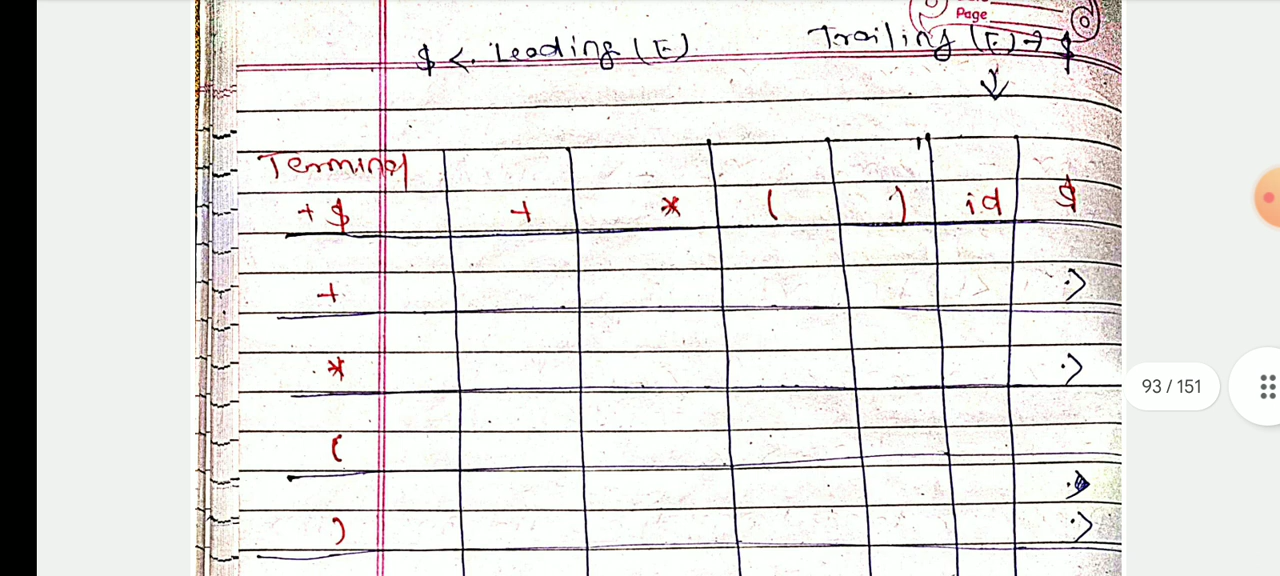 Page
$ <. Leading (E) Trailing (E) .> $
Terminal
+ $ + * ( ) id $
+ .>
* .>
(
) .>
93 / 151